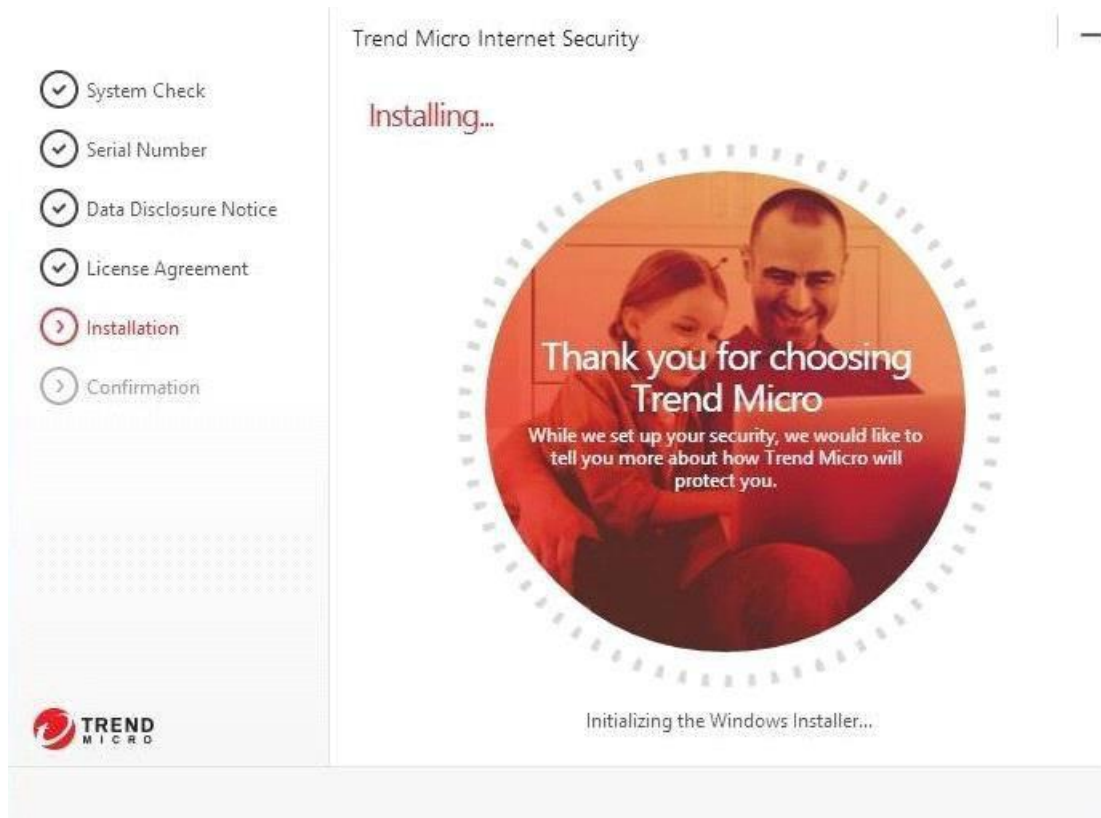 Trend Micro Internet Security
System Check
Serial Number
Data Disclosure Notice
License Agreement
Installation
Confirmation
Installing...
Thank you for choosing
Trend Micro
While we set up your security, we would like to
tell you more about how Trend Micro will
protect you.
Initializing the Windows Installer...
TREND
MICRO